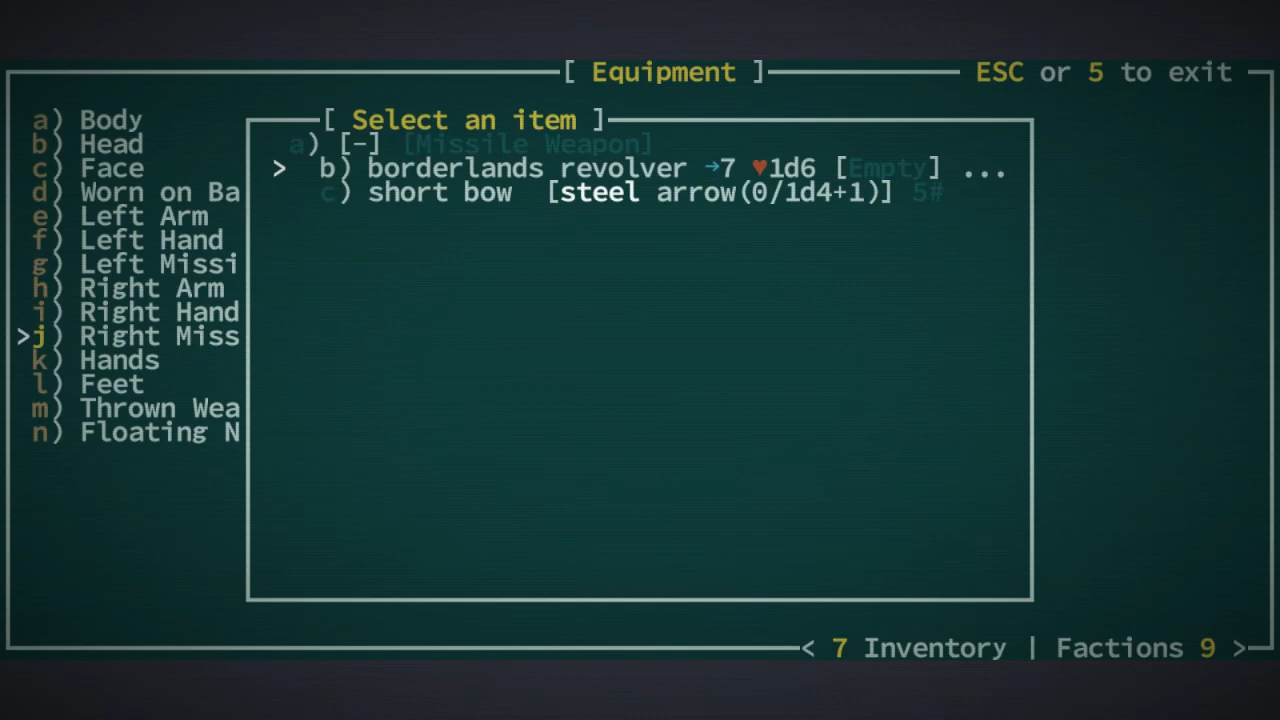 [ Equipment ] ESC or 5 to exit
a) Body
b) Head
c) Face
d) Worn on Ba
e) Left Arm
f) Left Hand
g) Left Missi
h) Right Arm
i) Right Hand
>j) Right Miss
k) Hands
l) Feet
m) Thrown Wea
n) Floating N
[ Select an item ]
a) [-] [Missile Weapon]
> b) borderlands revolver →7 ♥1d6 [Empty] ...
c) short bow [steel arrow(0/1d4+1)] 5#
< 7 Inventory | Factions 9 >